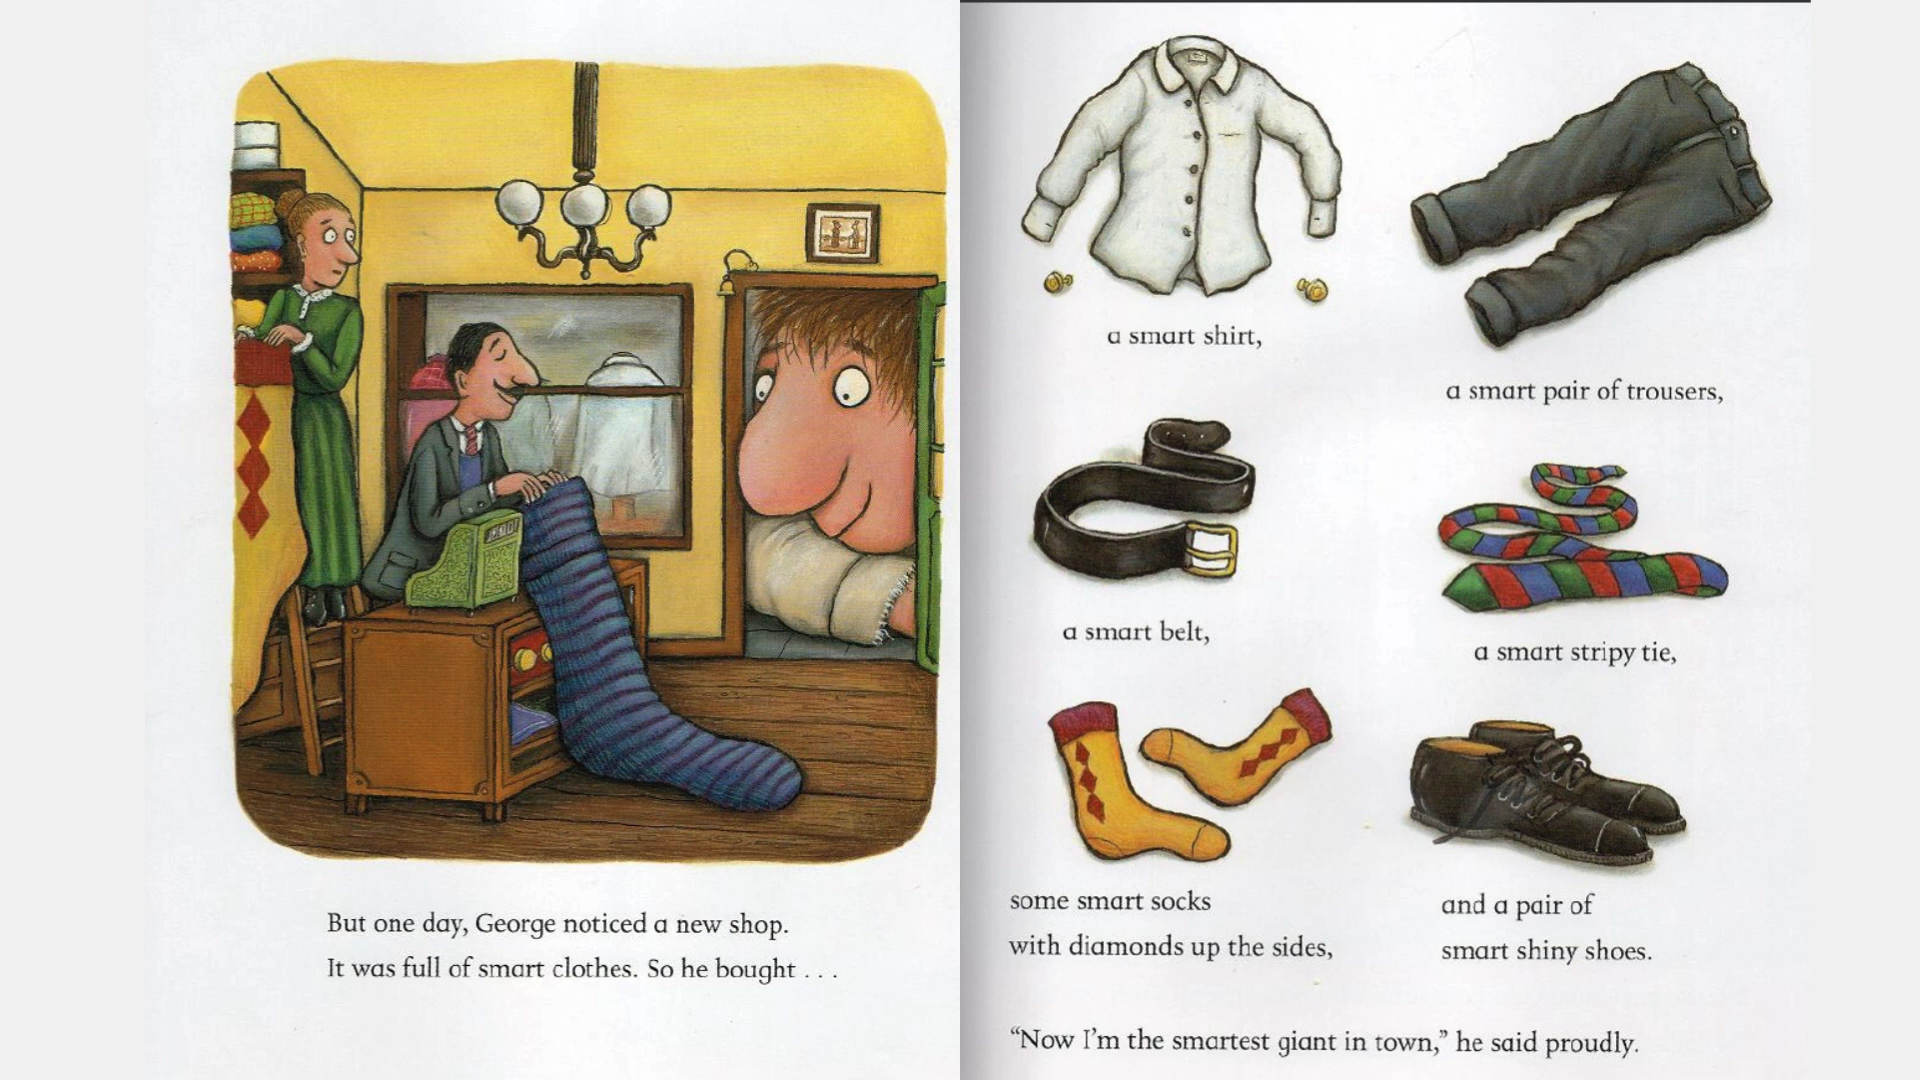 But one day, George noticed a new shop.
It was full of smart clothes. So he bought . . .
a smart shirt,
a smart pair of trousers,
a smart belt,
a smart stripy tie,
some smart socks
with diamonds up the sides,
and a pair of
smart shiny shoes.
“Now I’m the smartest giant in town,” he said proudly.